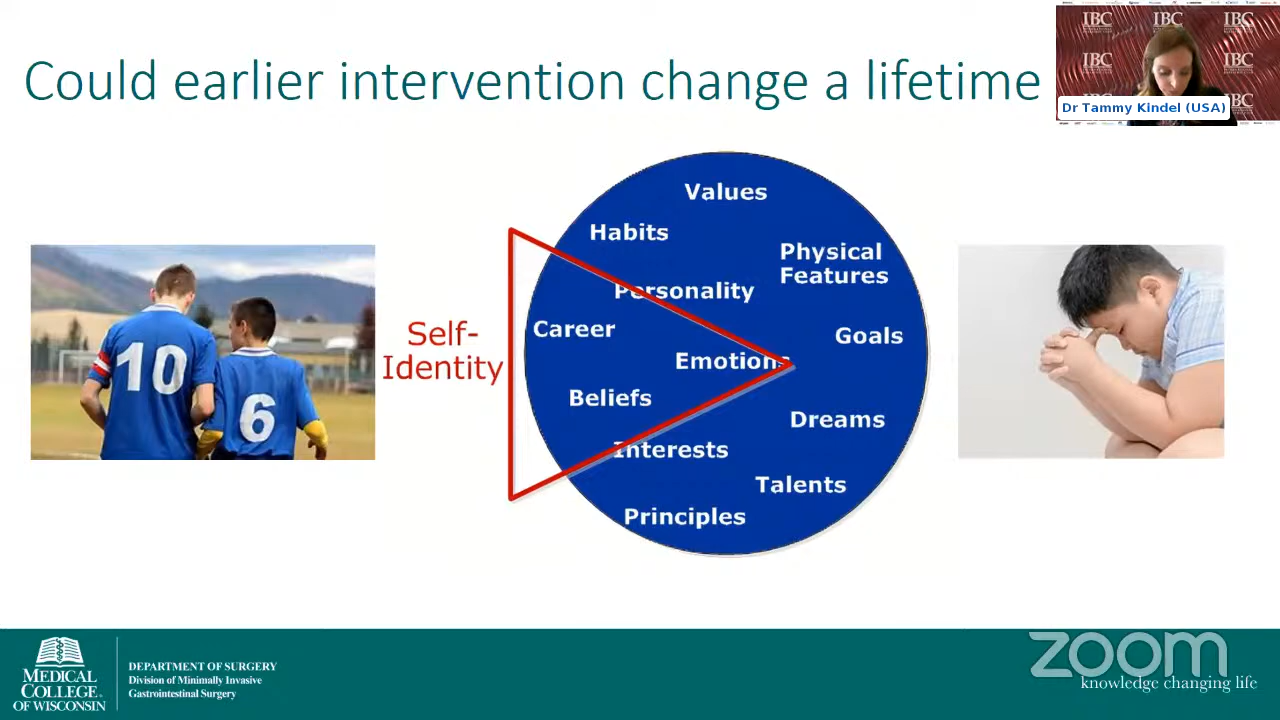 Could earlier intervention change a lifetime
IBC
IBC
IBC
IBC
IBC
IBC
Dr Tammy Kindel (USA)
Values
Habits
Physical
Features
Personality
Self-
Identity
Career
Goals
Emotions
Beliefs
Dreams
Interests
Talents
Principles
10
6
MEDICAL
COLLEGE
OF WISCONSIN
DEPARTMENT OF SURGERY
Division of Minimally Invasive
Gastrointestinal Surgery
zoom
knowledge changing life